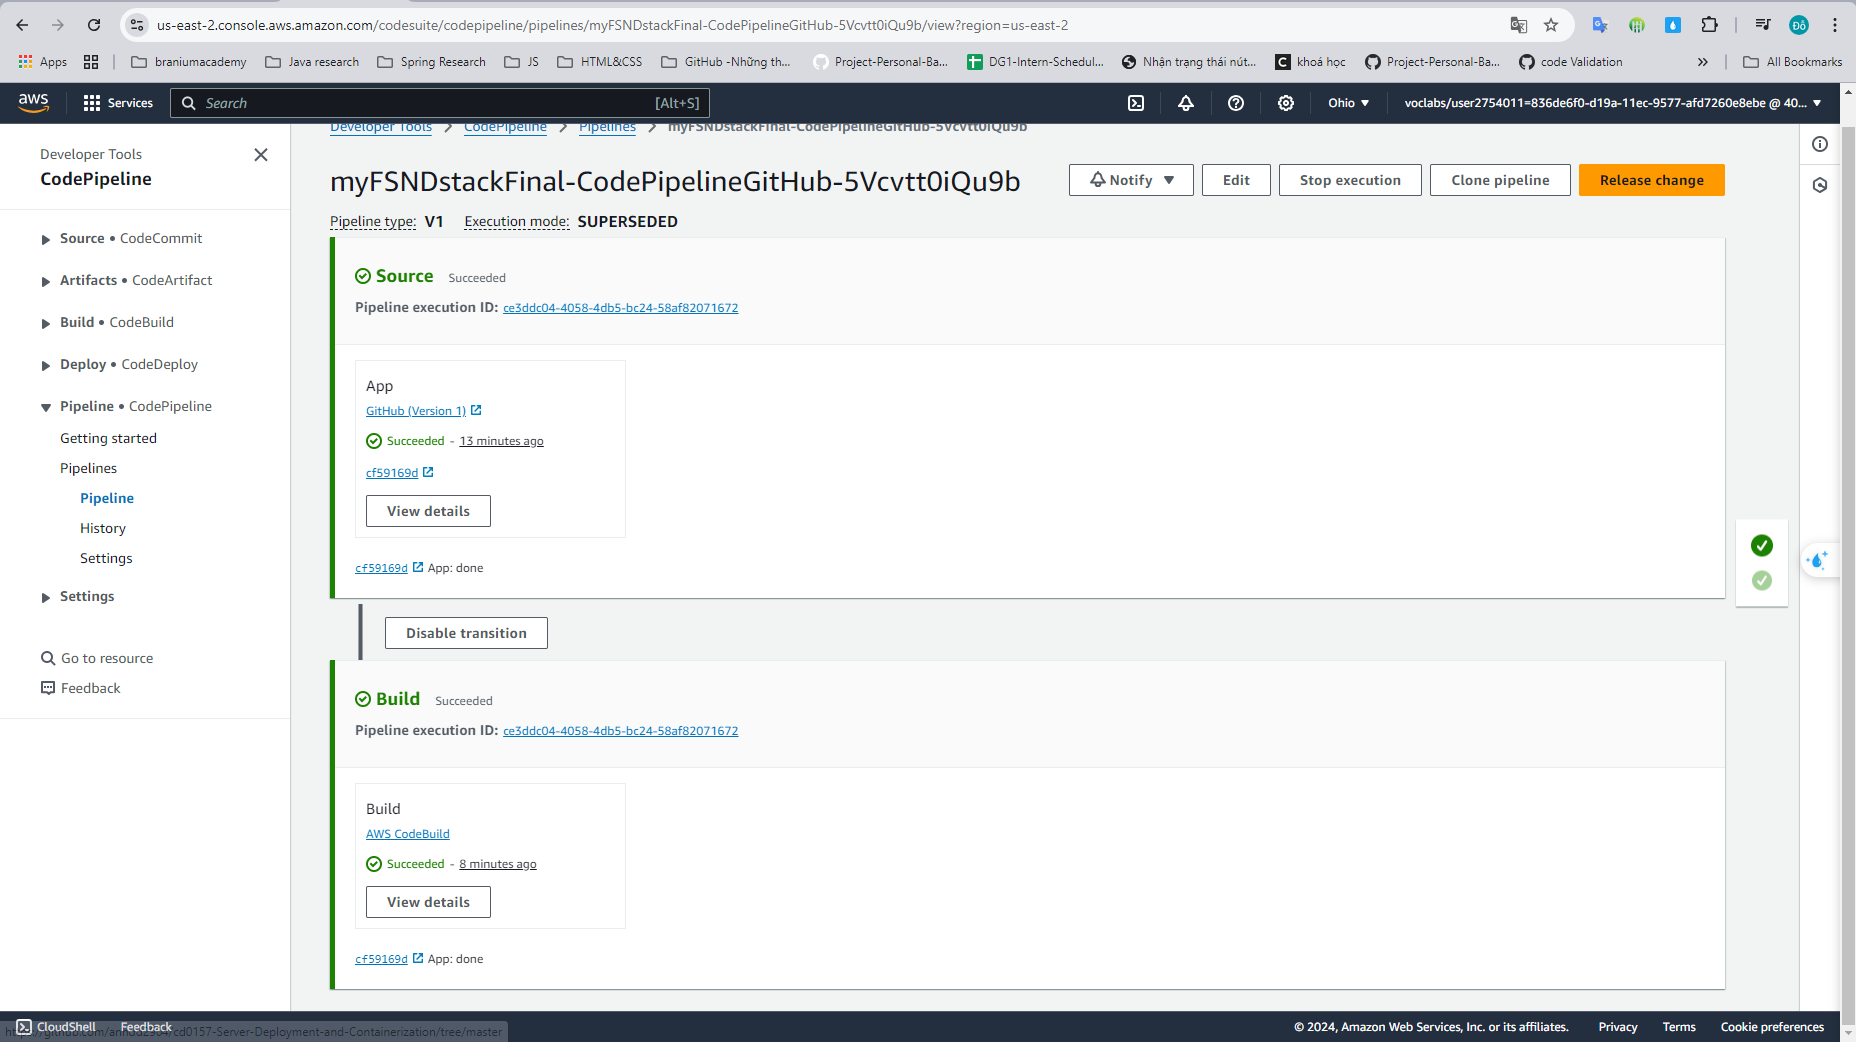 us-east-2.console.aws.amazon.com/codesuite/codepipeline/pipelines/myFSNDstackFinal-CodePipelineGitHub-5Vcvtt0iQu9b/view?region=us-east-2
Đỗ
Apps braniumacademy Java research Spring Research JS HTML&CSS GitHub -Những th... Project-Personal-Ba... DG1-Intern-Schedul... Nhận trạng thái nút... khoá học Project-Personal-Ba... code Validation » All Bookmarks
aws Services Search [Alt+S] Ohio voclabs/user2754011=836de6f0-d19a-11ec-9577-afd7260e8ebe @ 40...
Developer Tools
CodePipeline
Source • CodeCommit
Artifacts • CodeArtifact
Build • CodeBuild
Deploy • CodeDeploy
Pipeline • CodePipeline
Getting started
Pipelines
Pipeline
History
Settings
Settings
Go to resource
Feedback
Developer Tools > CodePipeline > Pipelines > myFSNDstackFinal-CodePipelineGitHub-5Vcvtt0iQu9b
myFSNDstackFinal-CodePipelineGitHub-5Vcvtt0iQu9b
Notify Edit Stop execution Clone pipeline Release change
Pipeline type: V1 Execution mode: SUPERSEDED
Source Succeeded
Pipeline execution ID: ce3ddc04-4058-4db5-bc24-58af82071672
App
GitHub (Version 1)
Succeeded - 13 minutes ago
cf59169d
View details
cf59169d App: done
Disable transition
Build Succeeded
Pipeline execution ID: ce3ddc04-4058-4db5-bc24-58af82071672
Build
AWS CodeBuild
Succeeded - 8 minutes ago
View details
cf59169d App: done
CloudShell Feedback
cd0157-Server-Deployment-and-Containerization/tree/master
© 2024, Amazon Web Services, Inc. or its affiliates. Privacy Terms Cookie preferences